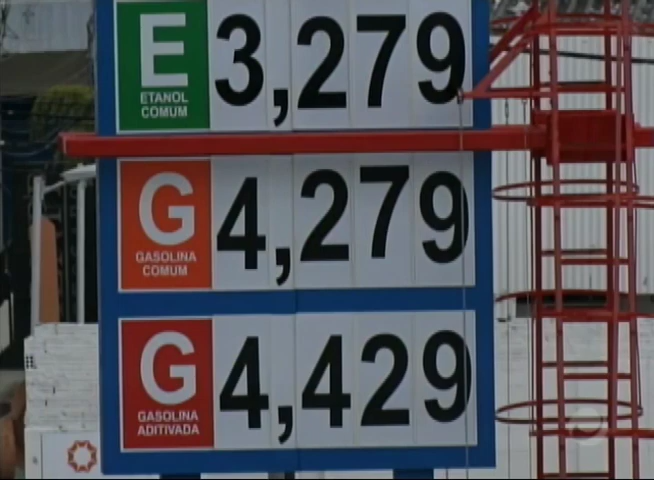 E 3,279
ETANOL
COMUM
G 4,279
GASOLINA
COMUM
G 4,429
GASOLINA
ADITIVADA